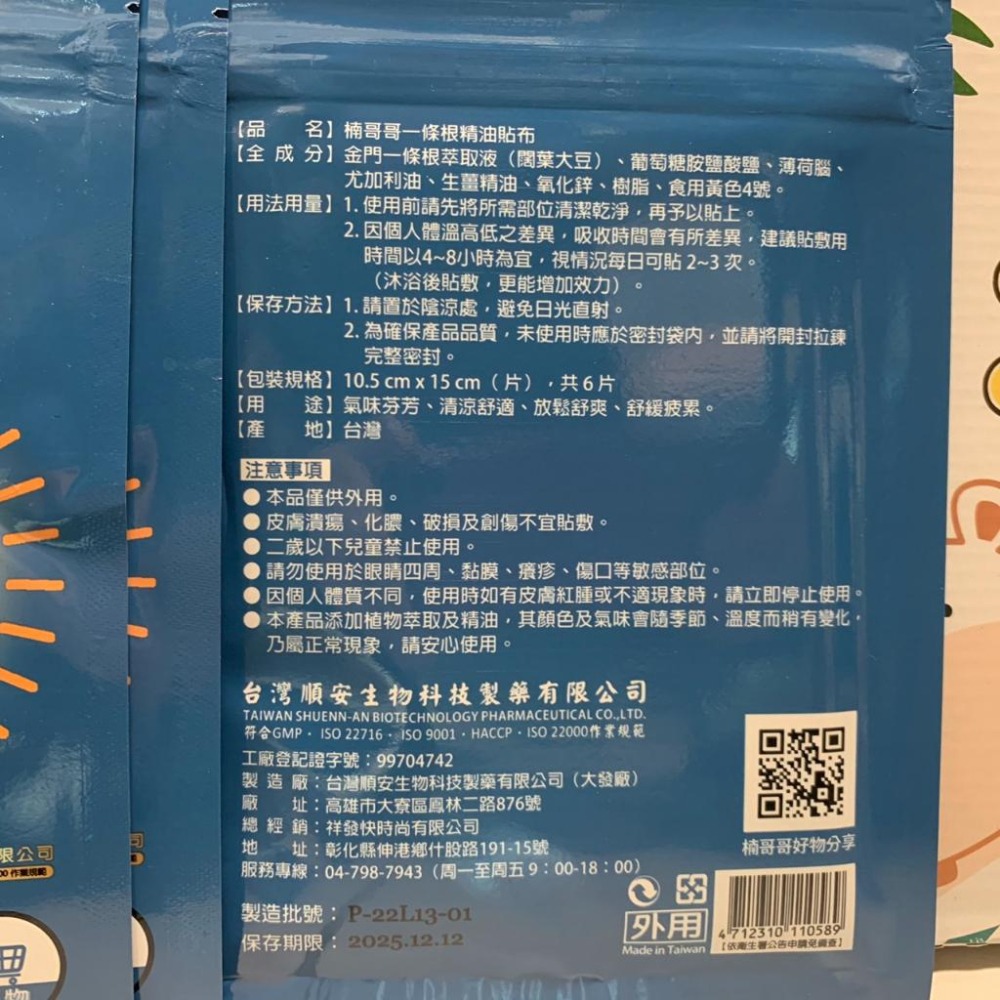 【品　　名】楠哥哥一條根精油貼布
【全 成 分】金門一條根萃取液（闊葉大豆）、葡萄糖胺鹽酸鹽、薄荷腦、
尤加利油、生薑精油、氧化鋅、樹脂、食用黃色4號。
【用法用量】1. 使用前請先將所需部位清潔乾淨，再予以貼上。
2. 因個人體溫高低之差異，吸收時間會有所差異，建議貼敷用
時間以4~8小時為宜，視情況每日可貼 2~3 次。
（沐浴後貼敷，更能增加效力）。
【保存方法】1. 請置於陰涼處，避免日光直射。
2. 為確保產品品質，未使用時應於密封袋內，並請將開封拉鍊
完整密封。
【包裝規格】10.5 cm x 15 cm（片），共 6 片
【用　　途】氣味芬芳、清涼舒適、放鬆舒爽、舒緩疲累。
【產　　地】台灣
注意事項
● 本品僅供外用。
● 皮膚潰瘍、化膿、破損及創傷不宜貼敷。
● 二歲以下兒童禁止使用。
● 請勿使用於眼睛四周、黏膜、癢疹、傷口等敏感部位。
● 因個人體質不同，使用時如有皮膚紅腫或不適現象時，請立即停止使用。
● 本產品添加植物萃取及精油，其顏色及氣味會隨季節、溫度而稍有變化，
乃屬正常現象，請安心使用。
台灣順安生物科技製藥有限公司
TAIWAN SHUENN-AN BIOTECHNOLOGY PHARMACEUTICAL CO.,LTD.
符合GMP・ISO 22716・ISO 9001・HACCP・ISO 22000作業規範
工廠登記證字號：99704742
製 造 廠：台灣順安生物科技製藥有限公司（大發廠）
廠　　址：高雄市大寮區鳳林二路876號
總 經 銷：祥發快時尚有限公司
地　　址：彰化縣伸港鄉什股路191-15號
服務專線：04-798-7943（周一至周五 9：00-18：00）
製造批號：P-22L13-01
保存期限：2025.12.12
楠哥哥好物分享
外用
Made in Taiwan
4 712310 110589
【依衛生署公告申請免備查】
限公司
00 作業規範
司
物